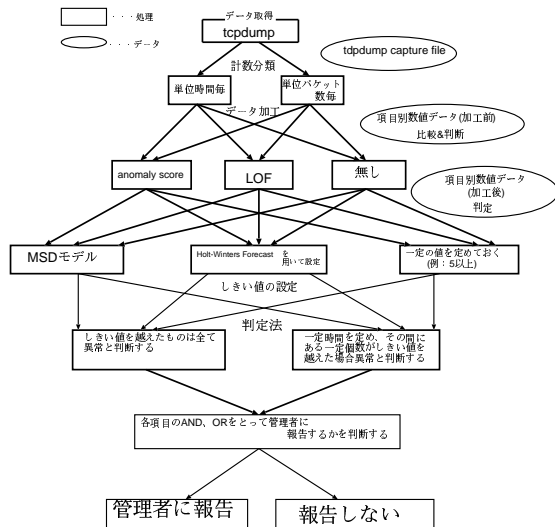 ・・・処理
・・・データ
データ取得
tcpdump
tdpdump capture file
計数分類
単位時間毎
単位パケット
数毎
データ加工
項目別数値データ(加工前)
比較&判断
anomaly score
LOF
無し
項目別数値データ
(加工後)
判定
MSDモデル
Holt-Winters Forecast を
用いて設定
一定の値を定めておく
(例：5以上)
しきい値の設定
判定法
しきい値を越えたものは全て
異常と判断する
一定時間を定め、その間に
ある一定個数がしきい値を
越えた場合異常と判断する
各項目のAND、ORをとって管理者に
報告するかを判断する
管理者に報告
報告しない